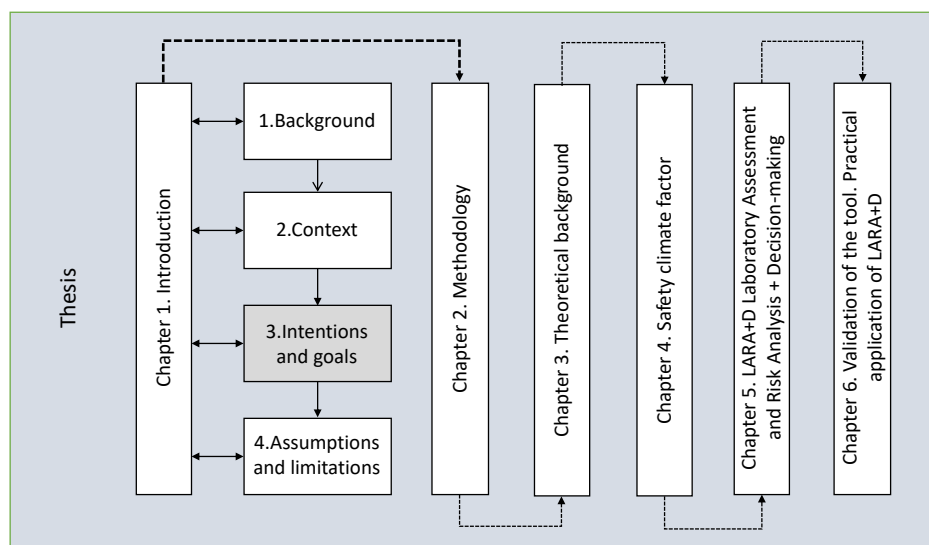 Thesis
Chapter 1. Introduction
1.Background
2.Context
3.Intentions
and goals
4.Assumptions
and limitations
Chapter 2. Methodology
Chapter 3. Theoretical background
Chapter 4. Safety climate factor
Chapter 5. LARA+D Laboratory Assessment
and Risk Analysis + Decision-making
Chapter 6. Validation of the tool. Practical
application of LARA+D